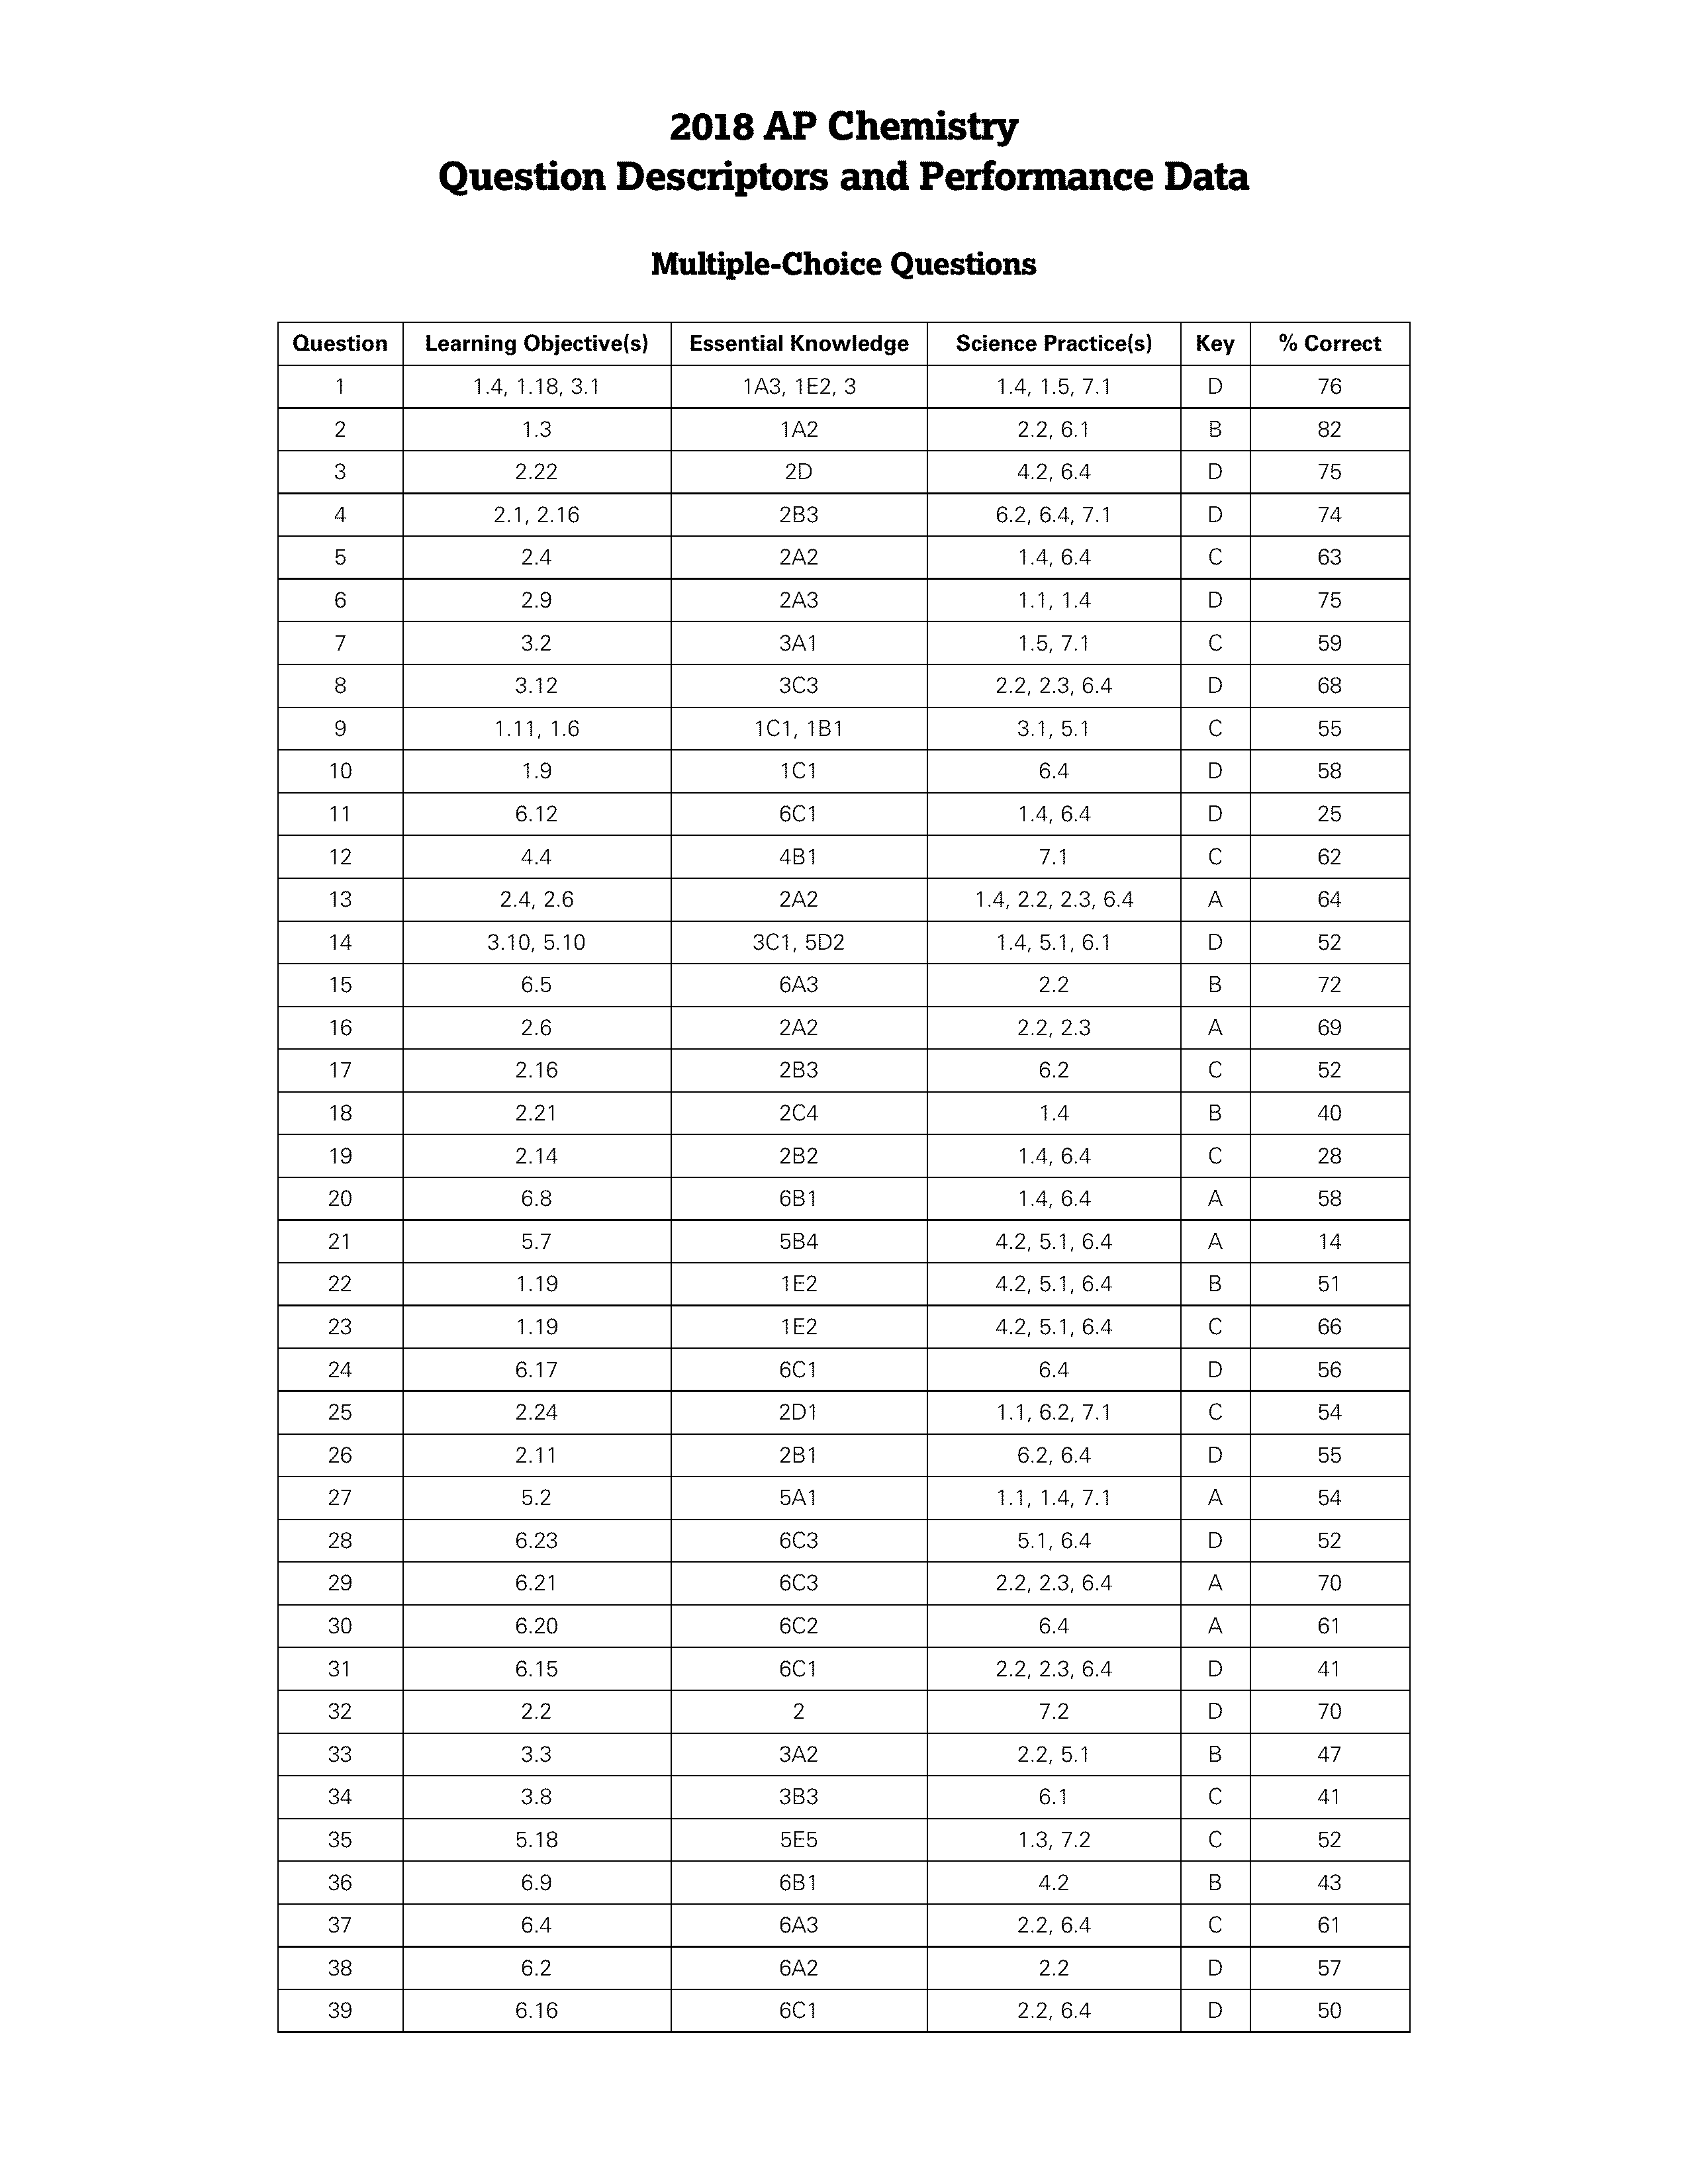 2018 AP Chemistry
Question Descriptors and Performance Data
Multiple-Choice Questions
Question Learning Objective(s) Essential Knowledge Science Practice(s) Key % Correct
1 1.4, 1.18, 3.1 1A3, 1E2, 3 1.4, 1.5, 7.1 D 76
2 1.3 1A2 2.2, 6.1 B 82
3 2.22 2D 4.2, 6.4 D 75
4 2.1, 2.16 2B3 6.2, 6.4, 7.1 D 74
5 2.4 2A2 1.4, 6.4 C 63
6 2.9 2A3 1.1, 1.4 D 75
7 3.2 3A1 1.5, 7.1 C 59
8 3.12 3C3 2.2, 2.3, 6.4 D 68
9 1.11, 1.6 1C1, 1B1 3.1, 5.1 C 55
10 1.9 1C1 6.4 D 58
11 6.12 6C1 1.4, 6.4 D 25
12 4.4 4B1 7.1 C 62
13 2.4, 2.6 2A2 1.4, 2.2, 2.3, 6.4 A 64
14 3.10, 5.10 3C1, 5D2 1.4, 5.1, 6.1 D 52
15 6.5 6A3 2.2 B 72
16 2.6 2A2 2.2, 2.3 A 69
17 2.16 2B3 6.2 C 52
18 2.21 2C4 1.4 B 40
19 2.14 2B2 1.4, 6.4 C 28
20 6.8 6B1 1.4, 6.4 A 58
21 5.7 5B4 4.2, 5.1, 6.4 A 14
22 1.19 1E2 4.2, 5.1, 6.4 B 51
23 1.19 1E2 4.2, 5.1, 6.4 C 66
24 6.17 6C1 6.4 D 56
25 2.24 2D1 1.1, 6.2, 7.1 C 54
26 2.11 2B1 6.2, 6.4 D 55
27 5.2 5A1 1.1, 1.4, 7.1 A 54
28 6.23 6C3 5.1, 6.4 D 52
29 6.21 6C3 2.2, 2.3, 6.4 A 70
30 6.20 6C2 6.4 A 61
31 6.15 6C1 2.2, 2.3, 6.4 D 41
32 2.2 2 7.2 D 70
33 3.3 3A2 2.2, 5.1 B 47
34 3.8 3B3 6.1 C 41
35 5.18 5E5 1.3, 7.2 C 52
36 6.9 6B1 4.2 B 43
37 6.4 6A3 2.2, 6.4 C 61
38 6.2 6A2 2.2 D 57
39 6.16 6C1 2.2, 6.4 D 50